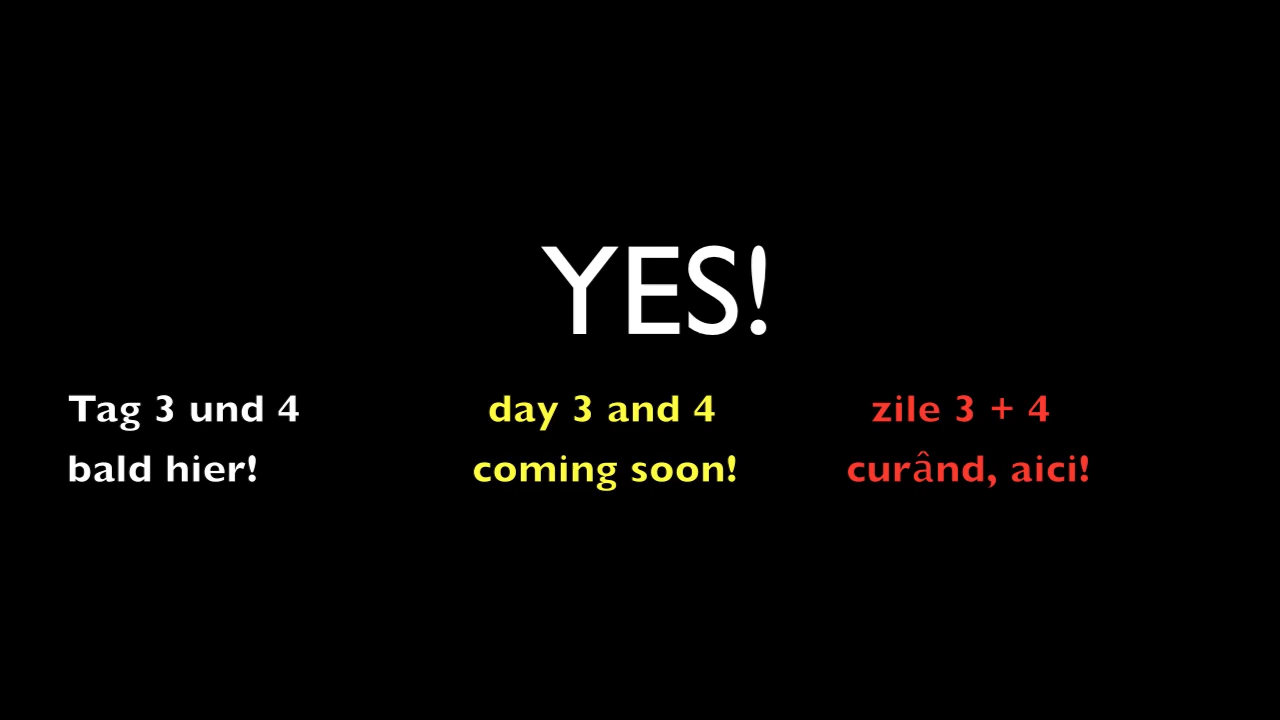 YES!
Tag 3 und 4
bald hier!
day 3 and 4
coming soon!
zile 3 + 4
curând, aici!